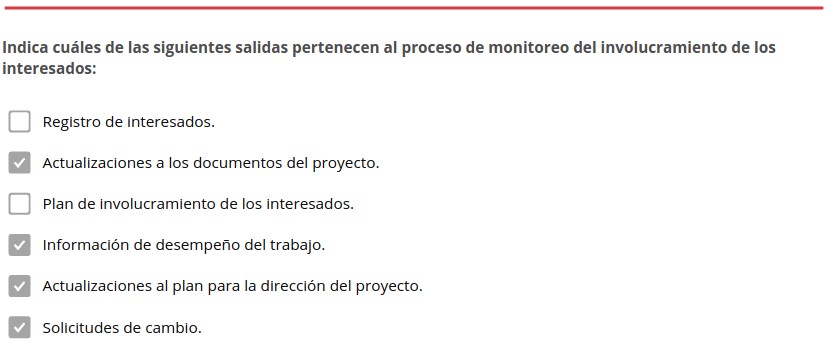 Indica cuáles de las siguientes salidas pertenecen al proceso de monitoreo del involucramiento de los
interesados:
Registro de interesados.
Actualizaciones a los documentos del proyecto.
Plan de involucramiento de los interesados.
Información de desempeño del trabajo.
Actualizaciones al plan para la dirección del proyecto.
Solicitudes de cambio.